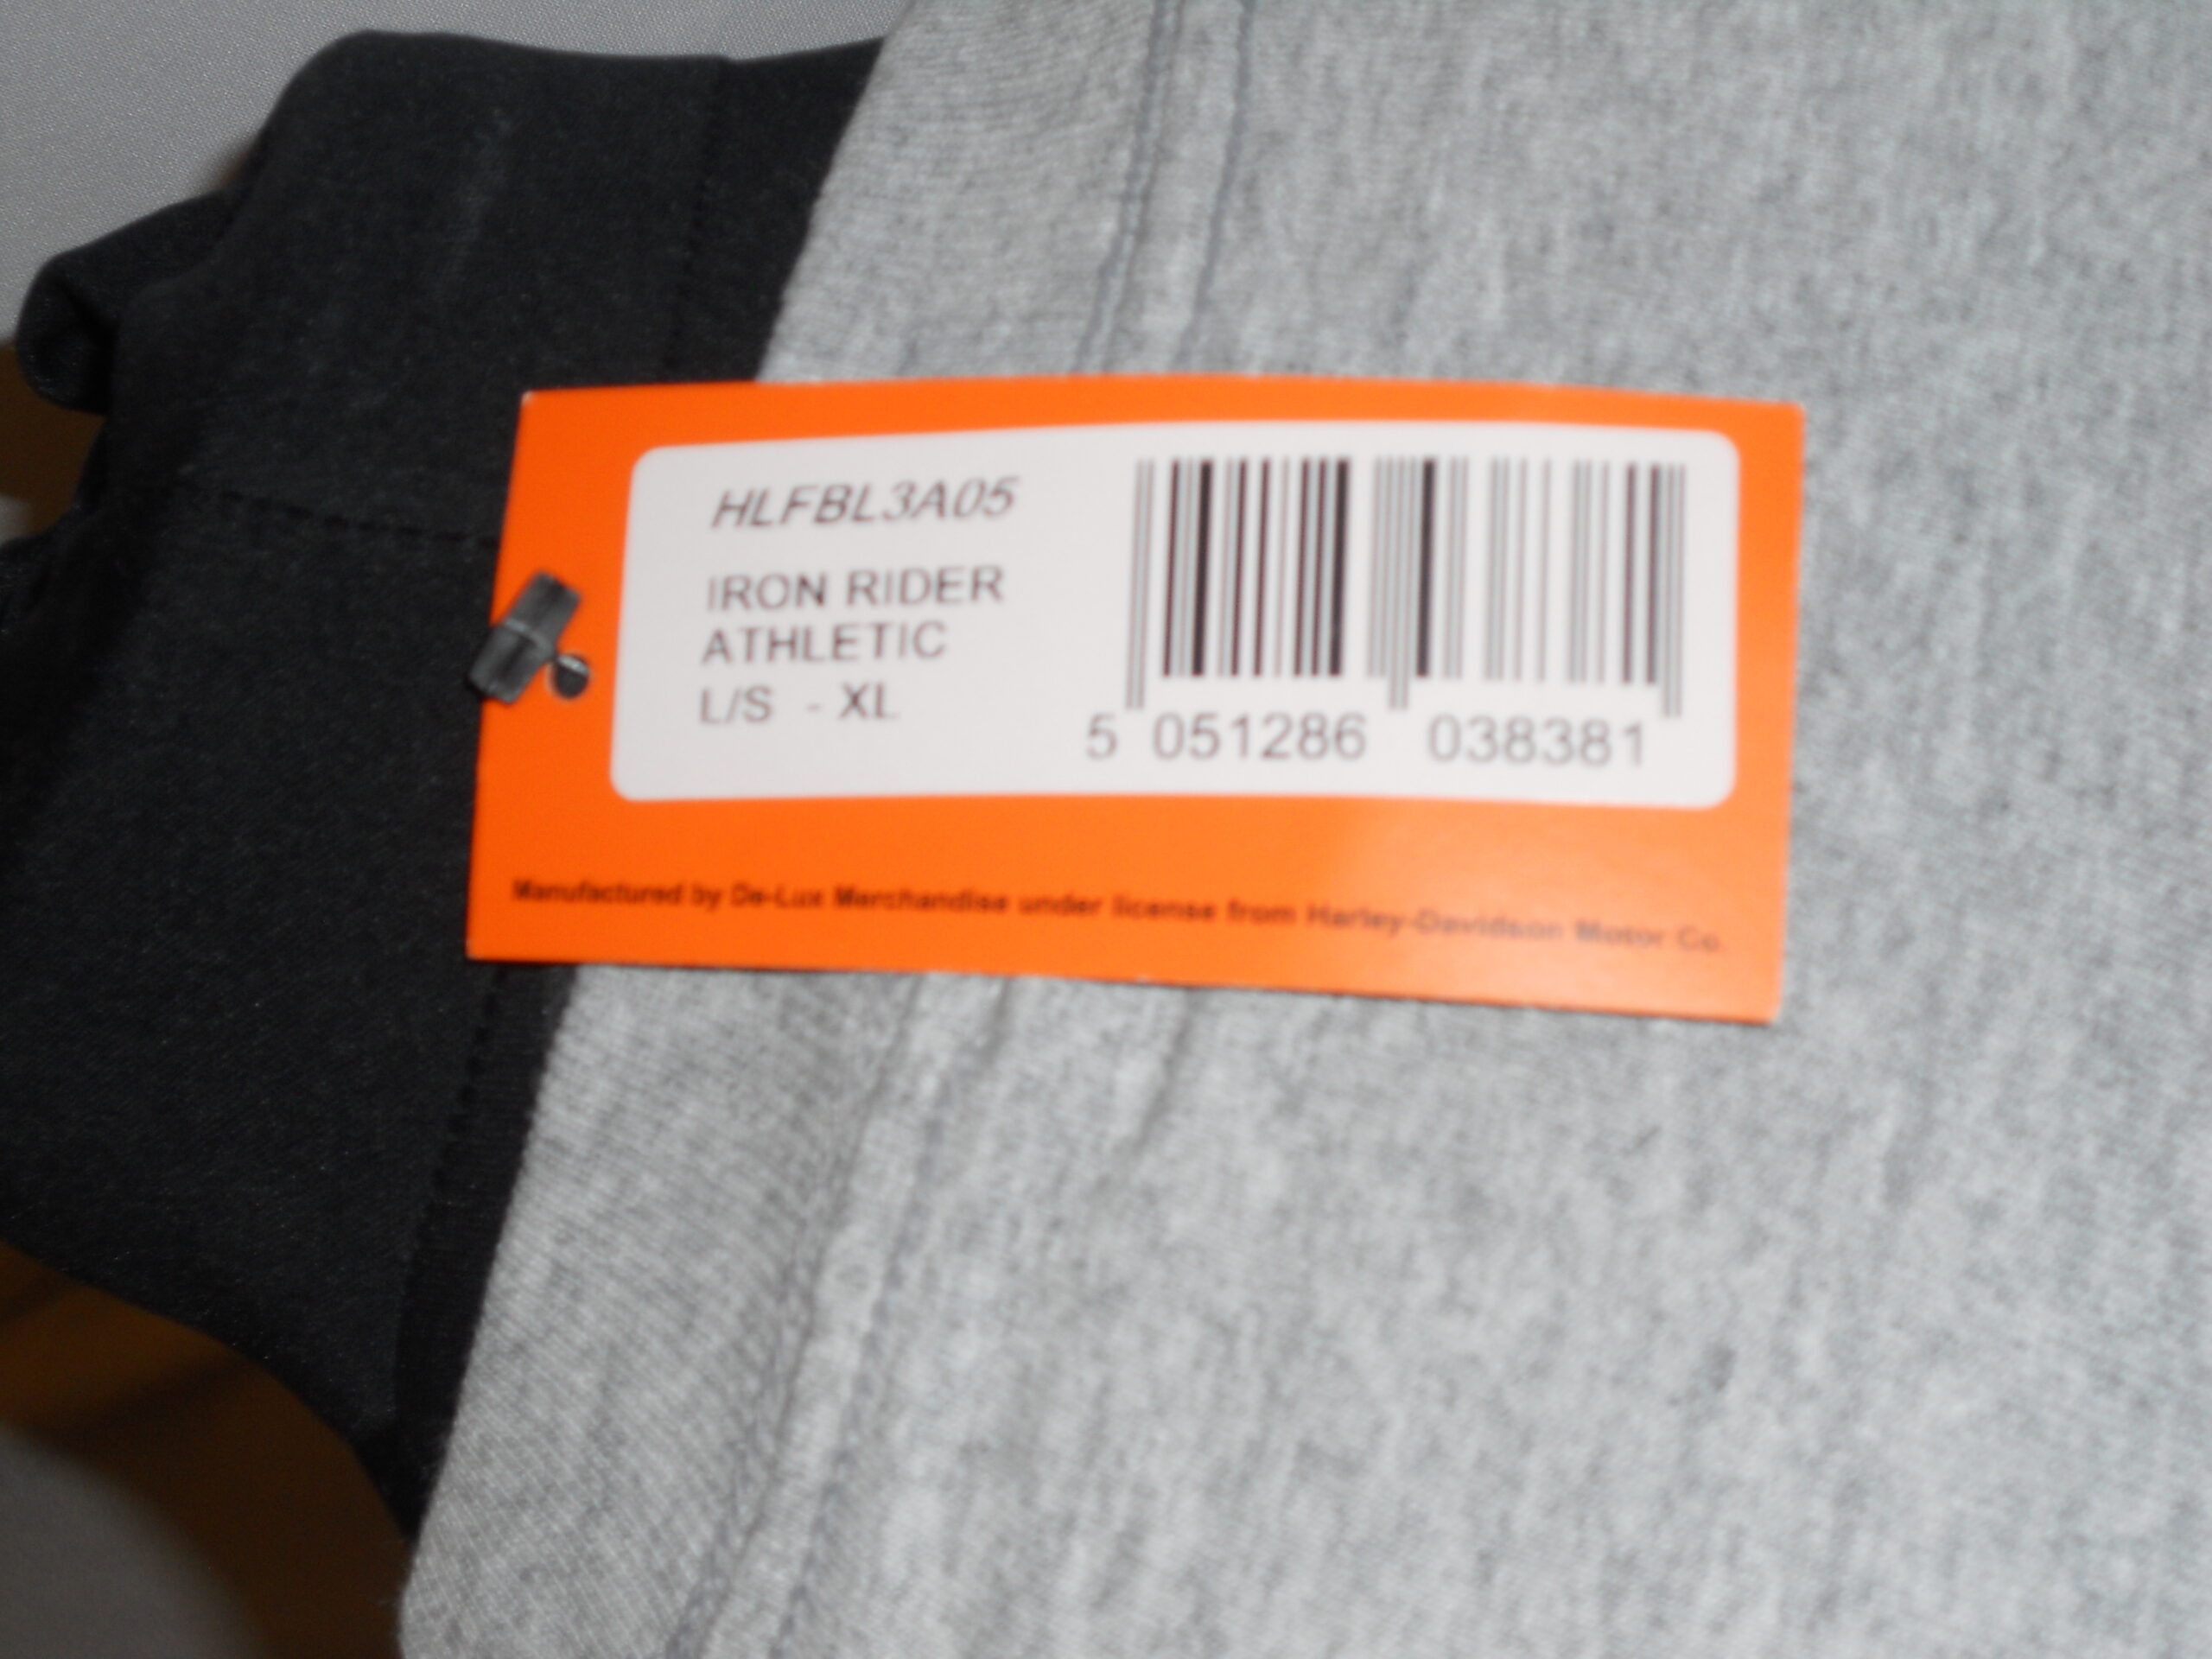 HLFBL3A05
IRON RIDER
ATHLETIC
L/S - XL
5 051286 038381
Manufactured by De-Lux Merchandise under license from Harley-Davidson Motor Co.